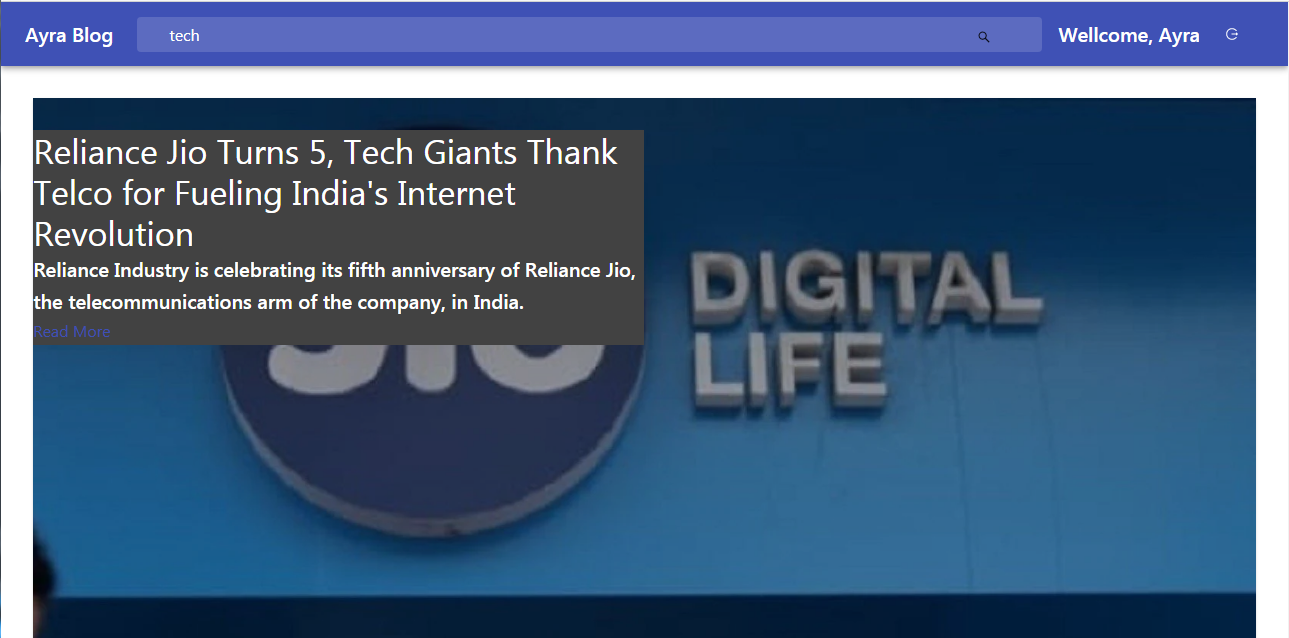 Ayra Blog
tech
Wellcome, Ayra
Reliance Jio Turns 5, Tech Giants Thank
Telco for Fueling India's Internet
Revolution
Reliance Industry is celebrating its fifth anniversary of Reliance Jio,
the telecommunications arm of the company, in India.
Read More
DIGITAL
LIFE